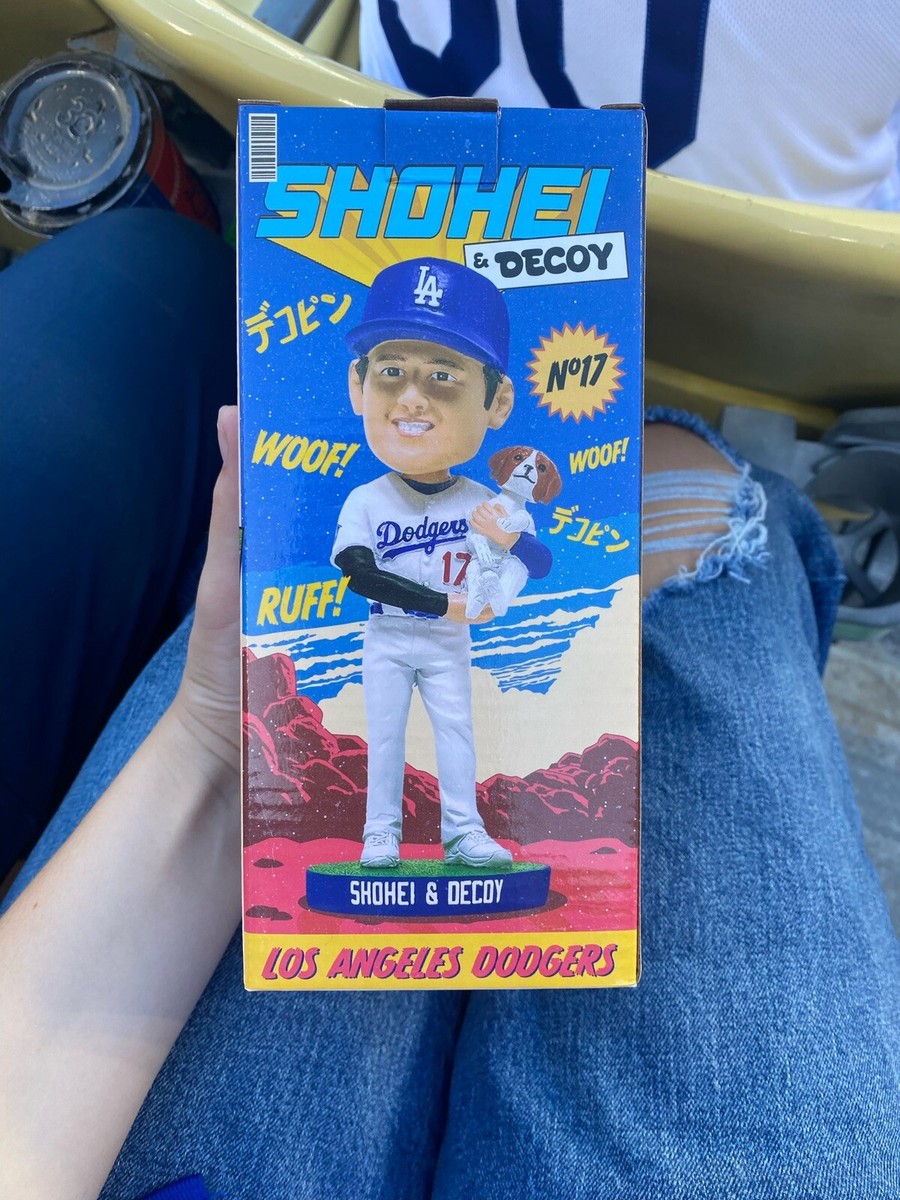 SHOHEI
& DECOY
LA
デコピン
Nº17
WOOF!
WOOF!
デコピン
Dodgers
17
RUFF!
SHOHEI & DECOY
LOS ANGELES DODGERS